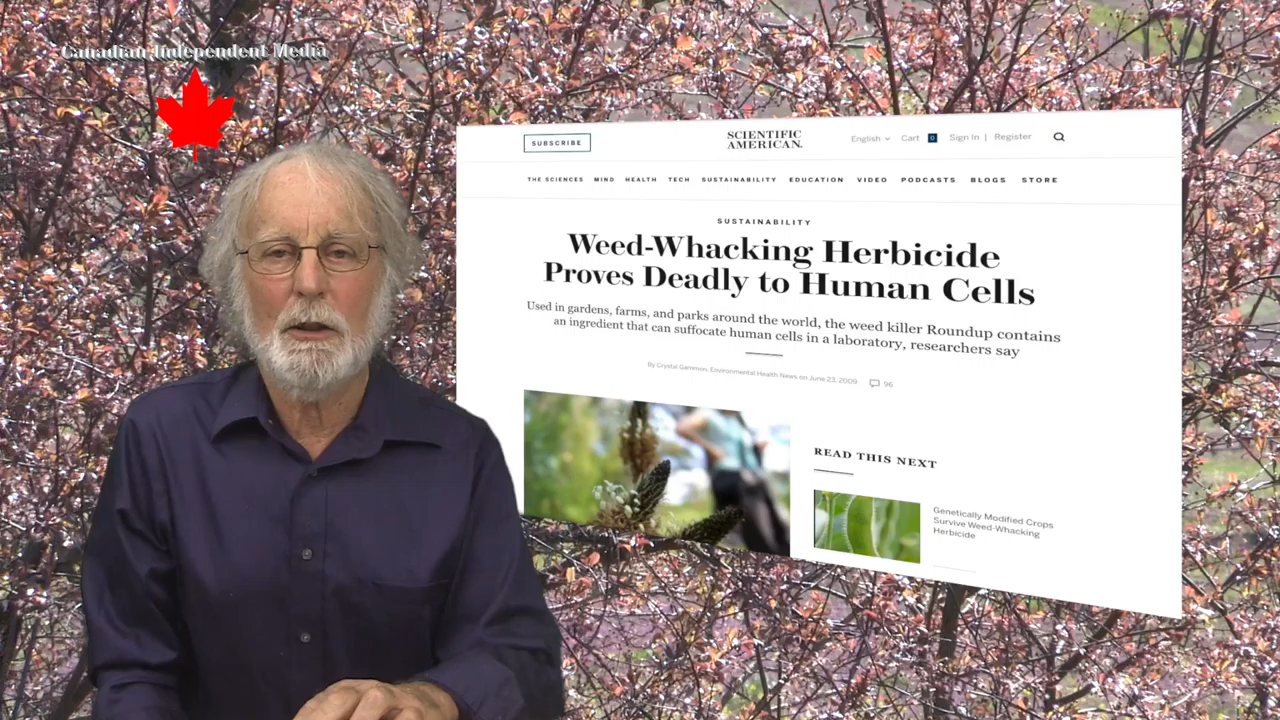 Canadian Independent Media
SUBSCRIBE
SCIENTIFIC
AMERICAN.
English
Cart
0
Sign In |
Register
THE SCIENCES MIND HEALTH TECH SUSTAINABILITY EDUCATION VIDEO PODCASTS BLOGS STORE
SUSTAINABILITY
Weed-Whacking Herbicide
Proves Deadly to Human Cells
Used in gardens, farms, and parks around the world, the weed killer Roundup contains
an ingredient that can suffocate human cells in a laboratory, researchers say
By Crystal Gammon, Environmental Health News on June 23, 2009
96
READ THIS NEXT
Genetically Modified Crops
Survive Weed-Whacking
Herbicide